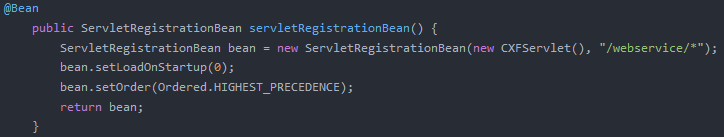 @Bean
public ServletRegistrationBean servletRegistrationBean() {
ServletRegistrationBean bean = new ServletRegistrationBean(new CXFServlet(), "/webservice/*");
bean.setLoadOnStartup(0);
bean.setOrder(Ordered.HIGHEST_PRECEDENCE);
return bean;
}